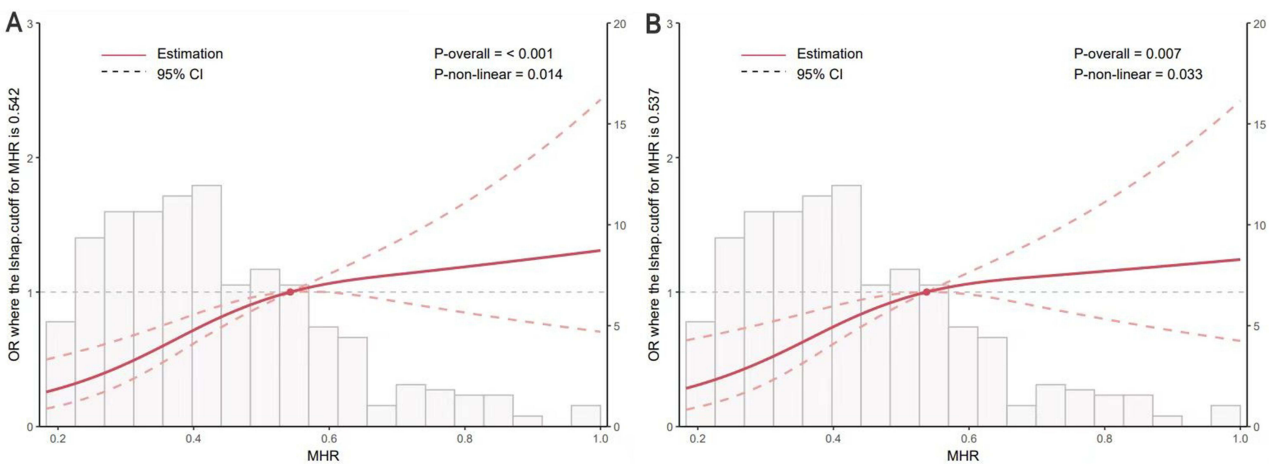 A
3
2
1
0
20
15
10
5
0
Estimation
95% CI
P-overall = < 0.001
P-non-linear = 0.014
OR where the lshap.cutoff for MHR is 0.542
0.2 0.4 0.6 0.8 1.0
MHR
B
3
2
1
0
20
15
10
5
0
Estimation
95% CI
P-overall = 0.007
P-non-linear = 0.033
OR where the lshap.cutoff for MHR is 0.537
0.2 0.4 0.6 0.8 1.0
MHR